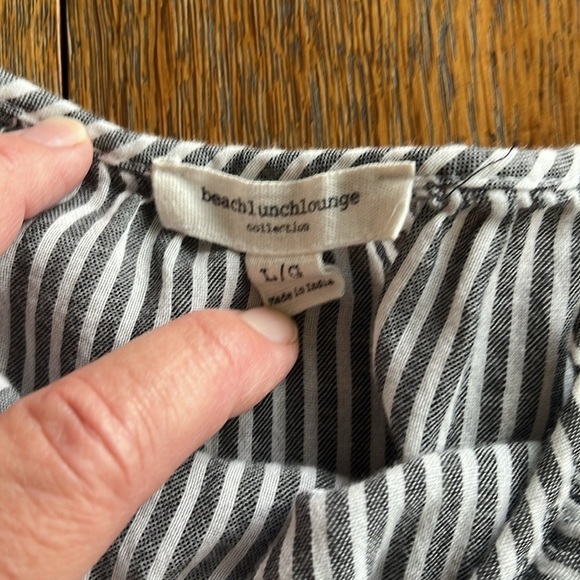 beachlunchlounge
collection
L/G
Made in India